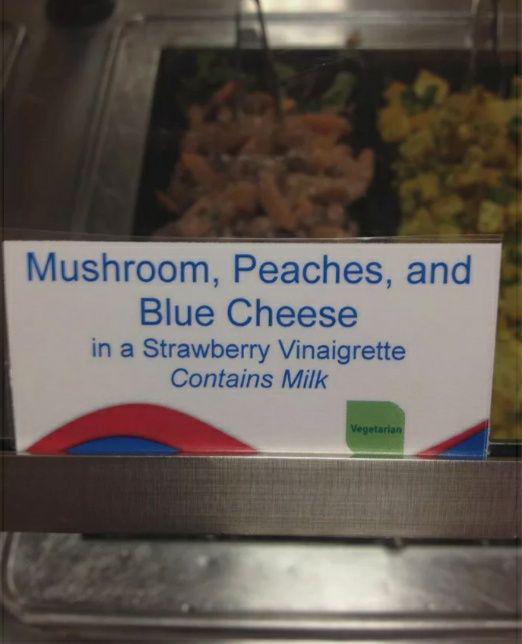 Mushroom, Peaches, and
Blue Cheese
in a Strawberry Vinaigrette
Contains Milk
Vegetarian